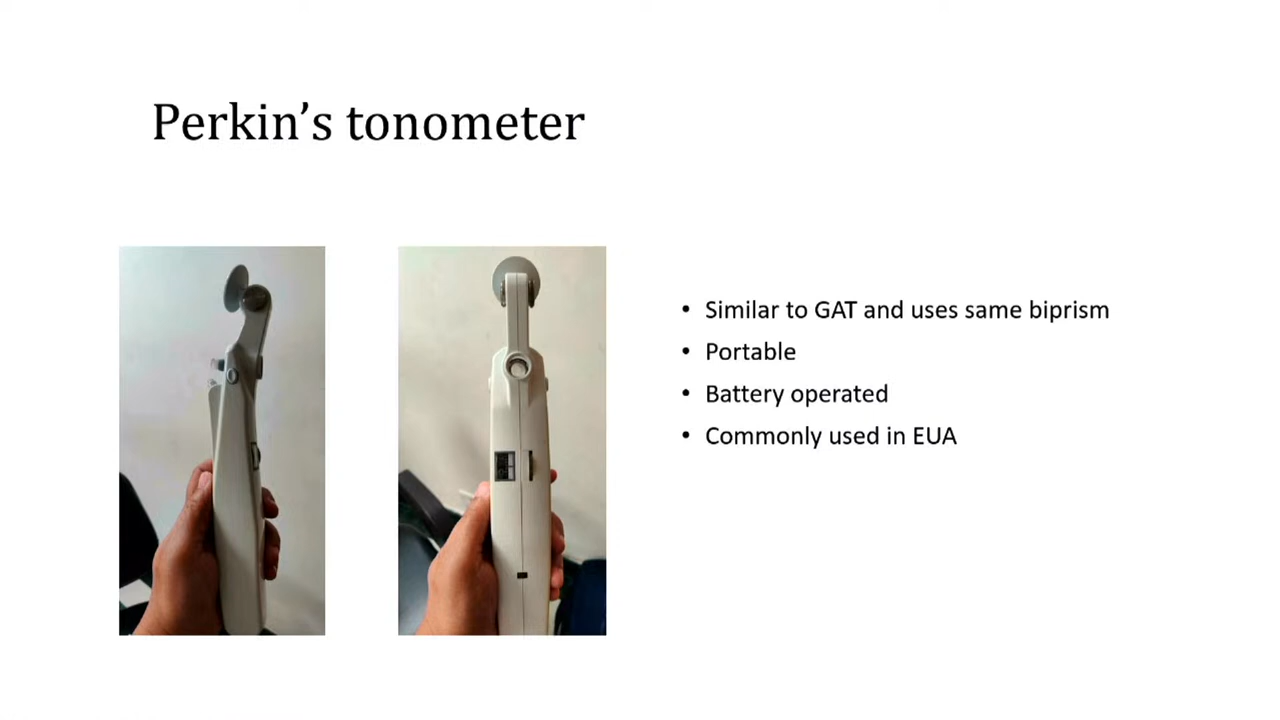 Perkin’s tonometer
• Similar to GAT and uses same biprism
• Portable
• Battery operated
• Commonly used in EUA